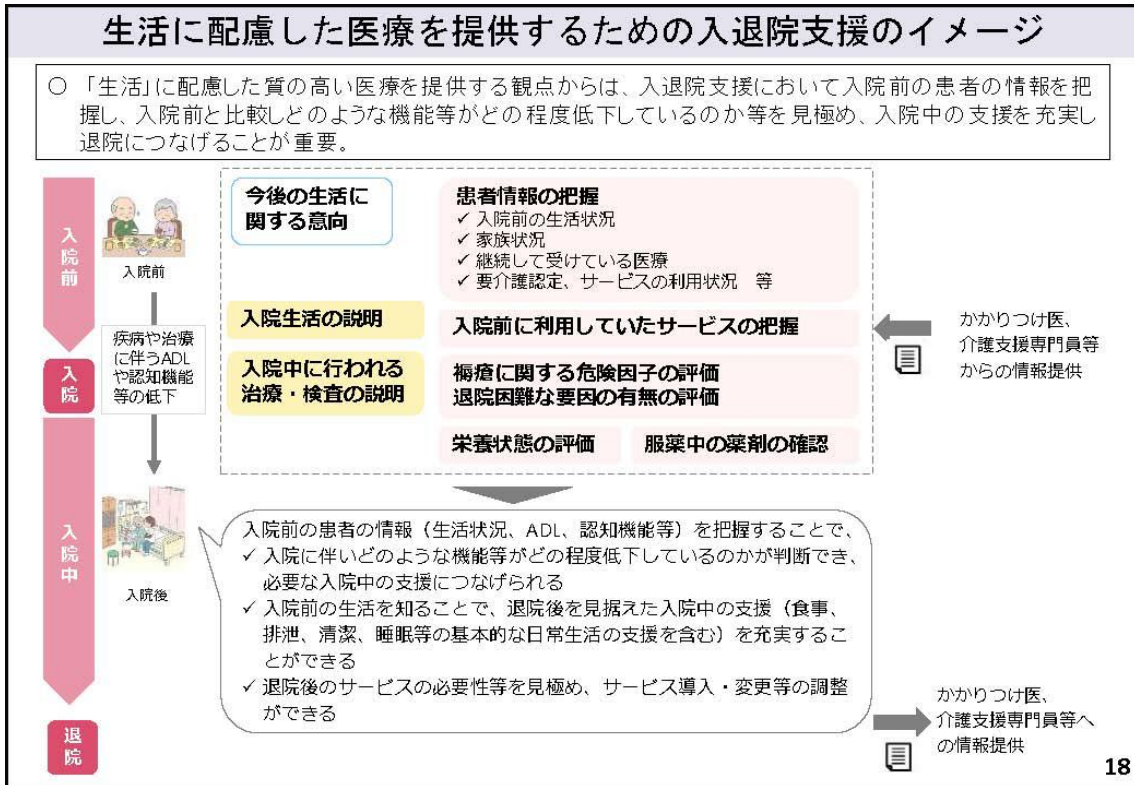 生活に配慮した医療を提供するための入退院支援のイメージ
○ 「生活」に配慮した質の高い医療を提供する観点からは、入退院支援において入院前の患者の情報を把
握し、入院前と比較しどのような機能等がどの程度低下しているのか等を見極め、入院中の支援を充実し
退院につなげることが重要。
入院前
入院前
疾病や治療
に伴うADL
や認知機能
等の低下
入院
入院中
入院後
退院
今後の生活に
関する意向
患者情報の把握
✓ 入院前の生活状況
✓ 家族状況
✓ 継続して受けている医療
✓ 要介護認定、サービスの利用状況 等
入院生活の説明
入院前に利用していたサービスの把握
入院中に行われる
治療・検査の説明
褥瘡に関する危険因子の評価
退院困難な要因の有無の評価
栄養状態の評価
服薬中の薬剤の確認
かかりつけ医、
介護支援専門員等
からの情報提供
入院前の患者の情報（生活状況、ADL、認知機能等）を把握することで、
✓ 入院に伴いどのような機能等がどの程度低下しているのかが判断でき、
必要な入院中の支援につなげられる
✓ 入院前の生活を知ることで、退院後を見据えた入院中の支援（食事、
排泄、清潔、睡眠等の基本的な日常生活の支援を含む）を充実するこ
とができる
✓ 退院後のサービスの必要性等を見極め、サービス導入・変更等の調整
ができる
かかりつけ医、
介護支援専門員等へ
の情報提供
18